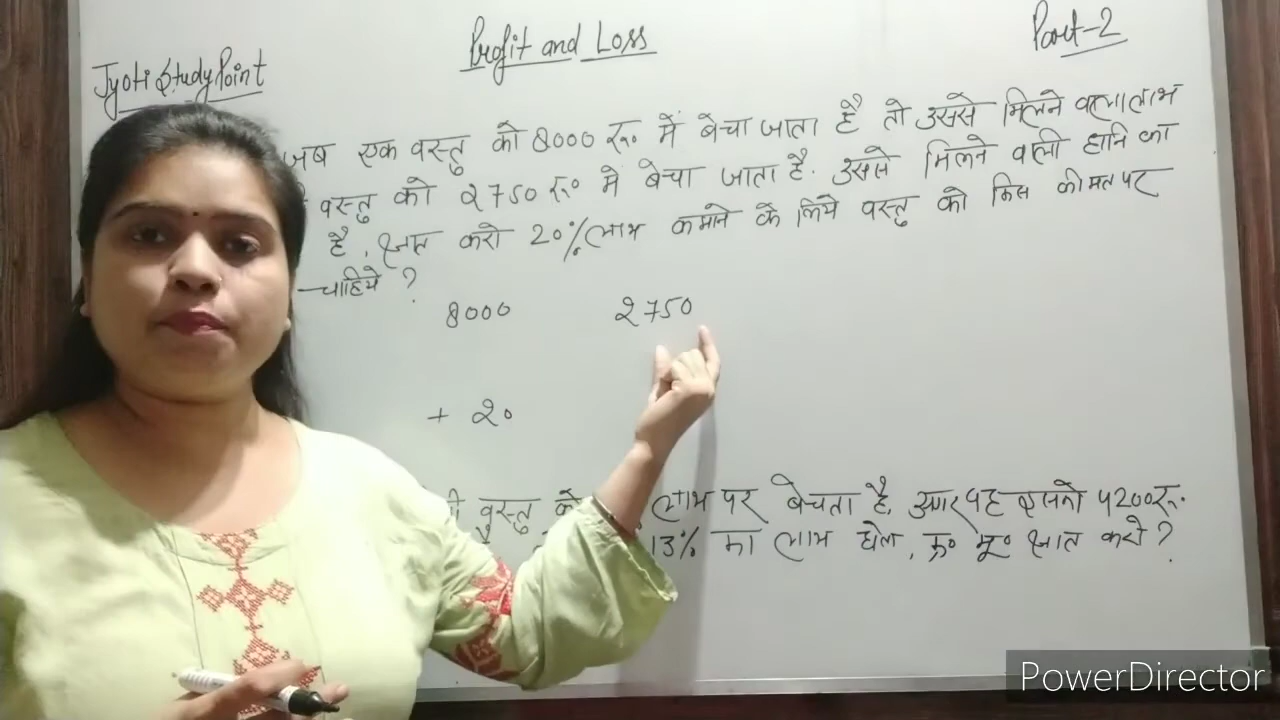 Profit and Loss
Part-2
Jyoti Study Point
जब एक वस्तु को 8000 रू० में बेचा जाता है तो उससे मिलने वाला लाभ
वस्तु को 2750 रू० में बेचा जाता है. उससे मिलने वाली हानि का
है, ज्ञात करो 20% लाभ कमाने के लिये वस्तु को किस कीमत पर
चाहिये ?
8000 2750
+ 20
वस्तु को लाभ पर बेचता है. अगर वह इसको 4200 रू०
13% का लाभ होता, क्र० मू० ज्ञात करो ?
PowerDirector